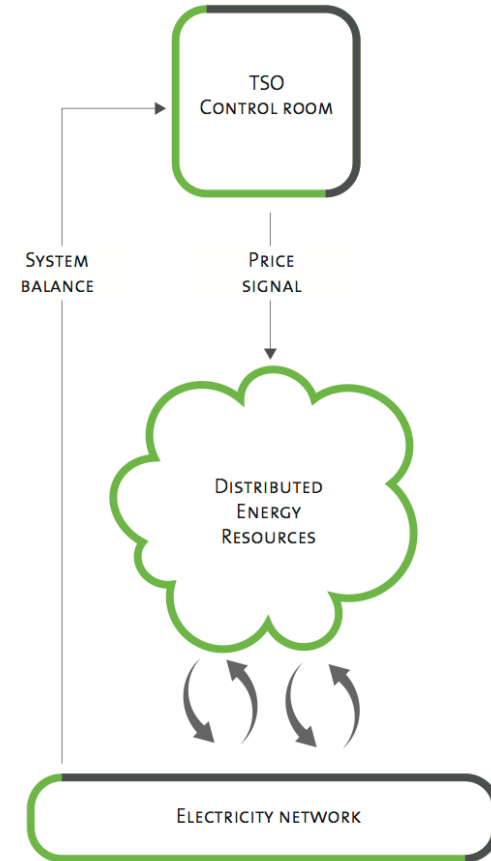 TSO
CONTROL ROOM
SYSTEM
BALANCE
PRICE
SIGNAL
DISTRIBUTED
ENERGY
RESOURCES
ELECTRICITY NETWORK